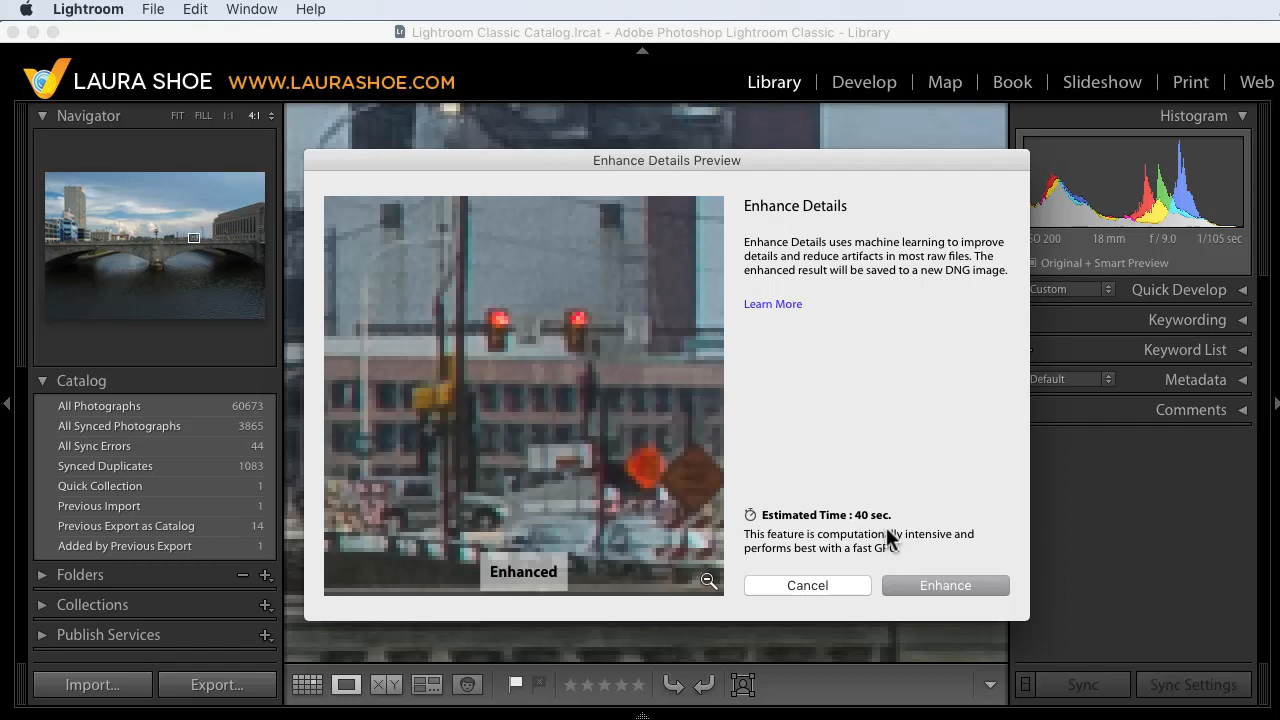 Lightroom File Edit Window Help
Lightroom Classic Catalog.lrcat - Adobe Photoshop Lightroom Classic - Library
LAURA SHOE WWW.LAURASHOE.COM
Library | Develop | Map | Book | Slideshow | Print | Web
Navigator FIT FILL 1:1 4:1
Histogram
ISO 200 18 mm f / 9.0 1/105 sec
Original + Smart Preview
Custom Quick Develop
Keywording
Keyword List
Default Metadata
Comments
Catalog
All Photographs 60673
All Synced Photographs 3865
All Sync Errors 44
Synced Duplicates 1083
Quick Collection 1
Previous Import 1
Previous Export as Catalog 14
Added by Previous Export 1
Folders
Collections
Publish Services
Import... Export...
Enhance Details Preview
Enhance Details
Enhance Details uses machine learning to improve
details and reduce artifacts in most raw files. The
enhanced result will be saved to a new DNG image.
Learn More
Estimated Time : 40 sec.
This feature is computationally intensive and
performs best with a fast GPU.
Enhanced
Cancel Enhance
X Y
Sync Sync Settings